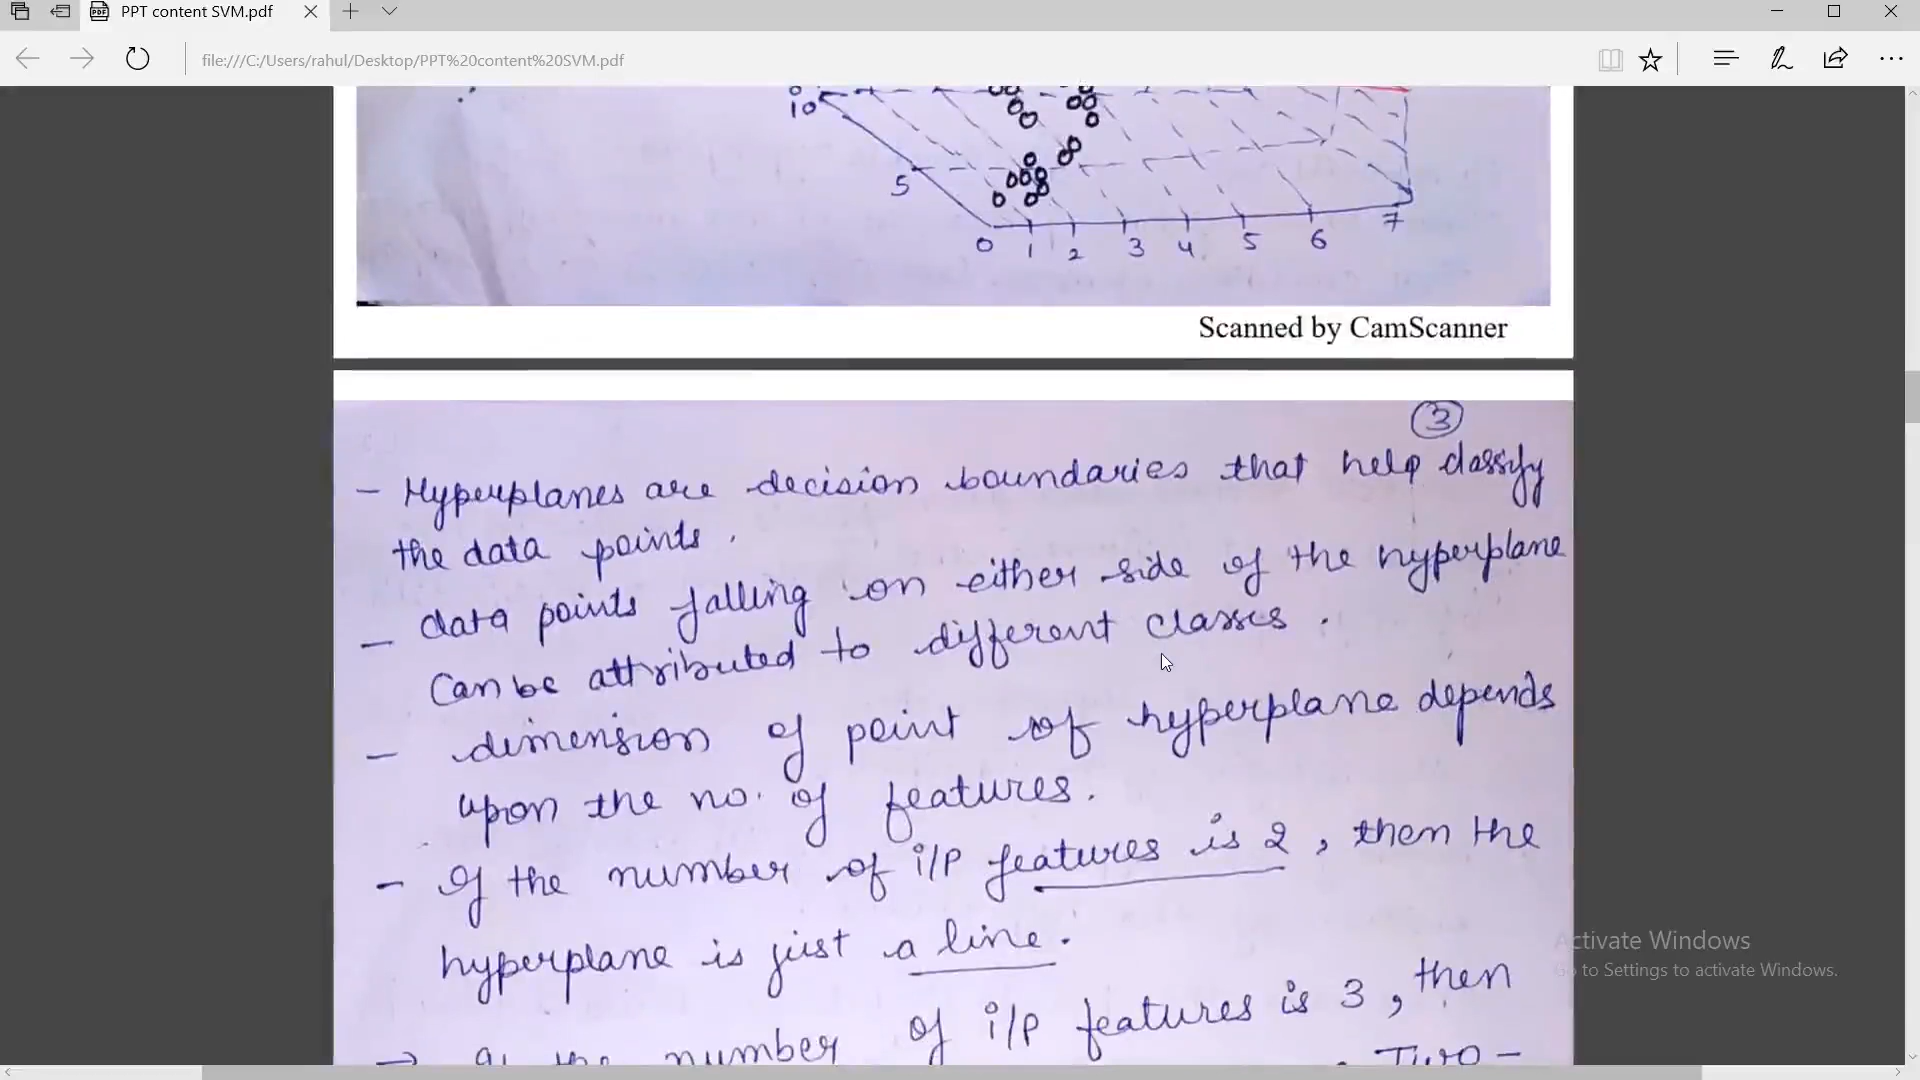 PPT content SVM.pdf
file:///C:/Users/rahul/Desktop/PPT%20content%20SVM.pdf
10
5
0 1 2 3 4 5 6 7
Scanned by CamScanner
3
- Hyperplanes are decision boundaries that help classify
the data points.
- data points falling on either side of the hyperplane
Can be attributed to different classes.
- dimension of point of hyperplane depends
upon the no. of features.
- If the number of i/p features is 2, then the
hyperplane is just a line.
→ If the number of i/p features is 3, then
Two-
Activate Windows
Go to Settings to activate Windows.